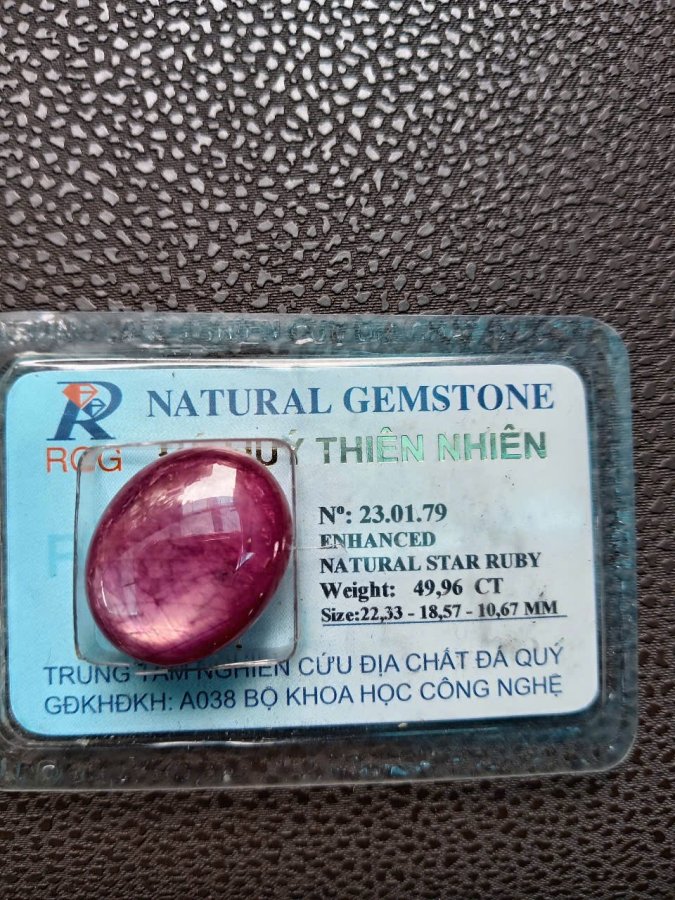 NATURAL GEMSTONE
RCG
QUÝ THIÊN NHIÊN
Nº: 23.01.79
ENHANCED
NATURAL STAR RUBY
Weight: 49,96 CT
Size:22,33 - 18,57 - 10,67 MM
TRUNG TÂM NGHIÊN CỨU ĐỊA CHẤT ĐÁ QUÝ
GĐKHĐKH: A038 BỘ KHOA HỌC CÔNG NGHỆ